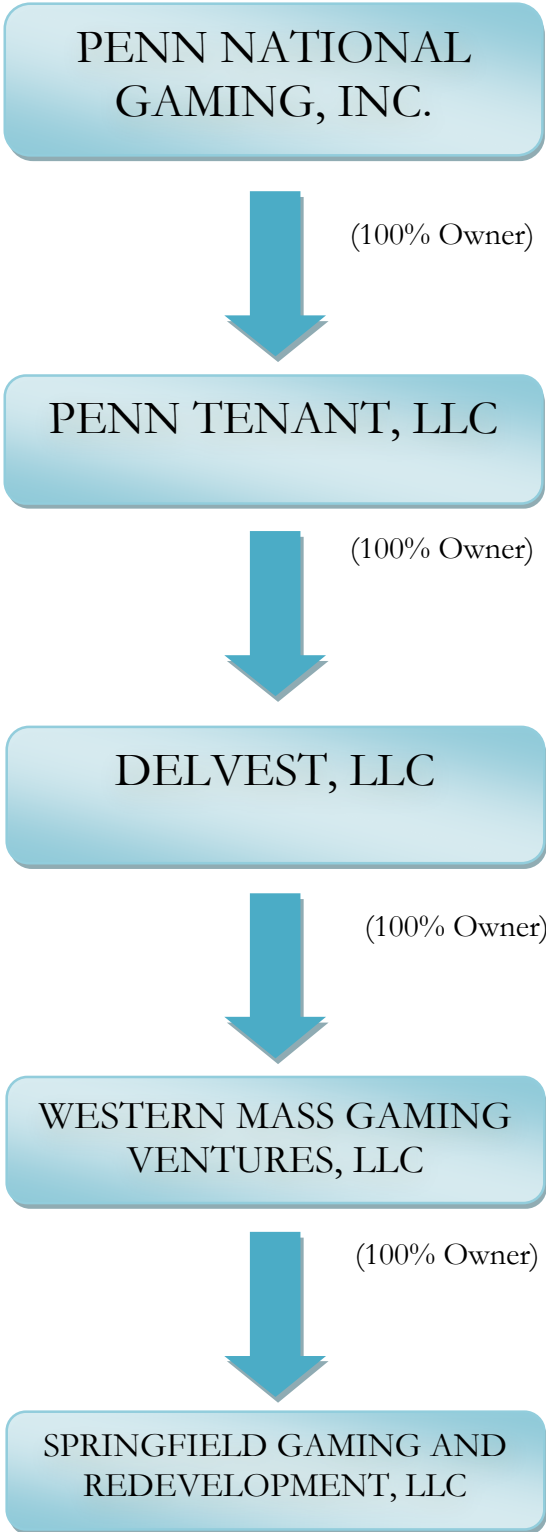 PENN NATIONAL
GAMING, INC.
(100% Owner)
PENN TENANT, LLC
(100% Owner)
DELVEST, LLC
(100% Owner)
WESTERN MASS GAMING
VENTURES, LLC
(100% Owner)
SPRINGFIELD GAMING AND
REDEVELOPMENT, LLC